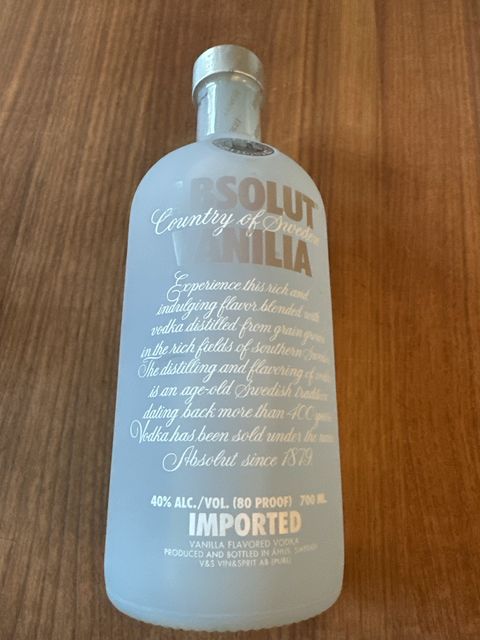 ABSOLUT
Country of Sweden
VANILIA
Experience this rich and
indulging flavor blended with
vodka distilled from grain grown
in the rich fields of southern Sweden
The distilling and flavoring of vodka
is an age-old Swedish tradition
dating back more than 400 years
Vodka has been sold under the name
Absolut since 1879.
40% ALC./VOL. (80 PROOF) 700 ML.
IMPORTED
VANILLA FLAVORED VODKA
PRODUCED AND BOTTLED IN ÅHUS, SWEDEN
V&S VIN&SPRIT AB (PUBL)